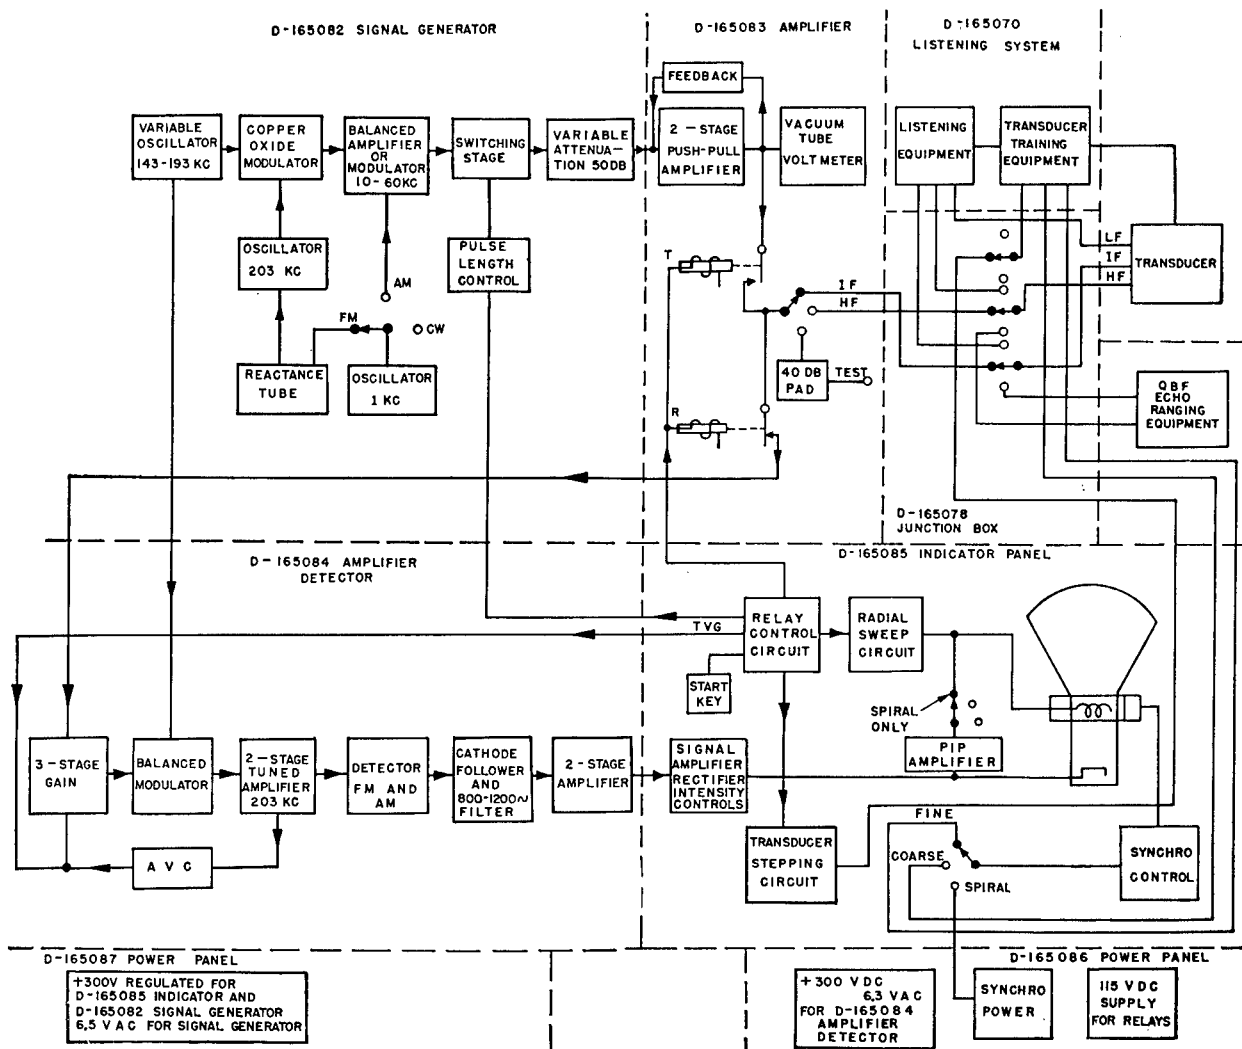 D-165082 SIGNAL GENERATOR
D-165083 AMPLIFIER
D-165070
LISTENING SYSTEM
FEEDBACK
VARIABLE
OSCILLATOR
143-193 KC
COPPER
OXIDE
MODULATOR
BALANCED
AMPLIFIER
OR
MODULATOR
10-60KC
SWITCHING
STAGE
VARIABLE
ATTENUA-
TION 50DB
2-STAGE
PUSH-PULL
AMPLIFIER
VACUUM
TUBE
VOLT METER
LISTENING
EQUIPMENT
TRANSDUCER
TRAINING
EQUIPMENT
OSCILLATOR
203 KC
PULSE
LENGTH
CONTROL
AM
FM
CW
REACTANCE
TUBE
OSCILLATOR
1 KC
T
R
IF
HF
40 DB
PAD
TEST
LF
IF
HF
TRANSDUCER
QBF
ECHO
RANGING
EQUIPMENT
D-165078
JUNCTION BOX
D-165084 AMPLIFIER
DETECTOR
D-165085 INDICATOR PANEL
TVG
RELAY
CONTROL
CIRCUIT
RADIAL
SWEEP
CIRCUIT
START
KEY
SPIRAL
ONLY
PIP
AMPLIFIER
3-STAGE
GAIN
BALANCED
MODULATOR
2-STAGE
TUNED
AMPLIFIER
203 KC
DETECTOR
FM AND
AM
CATHODE
FOLLOWER
AND
800-1200~
FILTER
2-STAGE
AMPLIFIER
SIGNAL
AMPLIFIER
RECTIFIER
INTENSITY
CONTROLS
AVC
TRANSDUCER
STEPPING
CIRCUIT
FINE
COARSE
SPIRAL
SYNCHRO
CONTROL
D-165087 POWER PANEL
+300V REGULATED FOR
D-165085 INDICATOR AND
D-165082 SIGNAL GENERATOR
6,5 V A C FOR SIGNAL GENERATOR
D-165086 POWER PANEL
+300 V DC
6,3 V AC
FOR D-165084
AMPLIFIER
DETECTOR
SYNCHRO
POWER
115 V DC
SUPPLY
FOR RELAYS